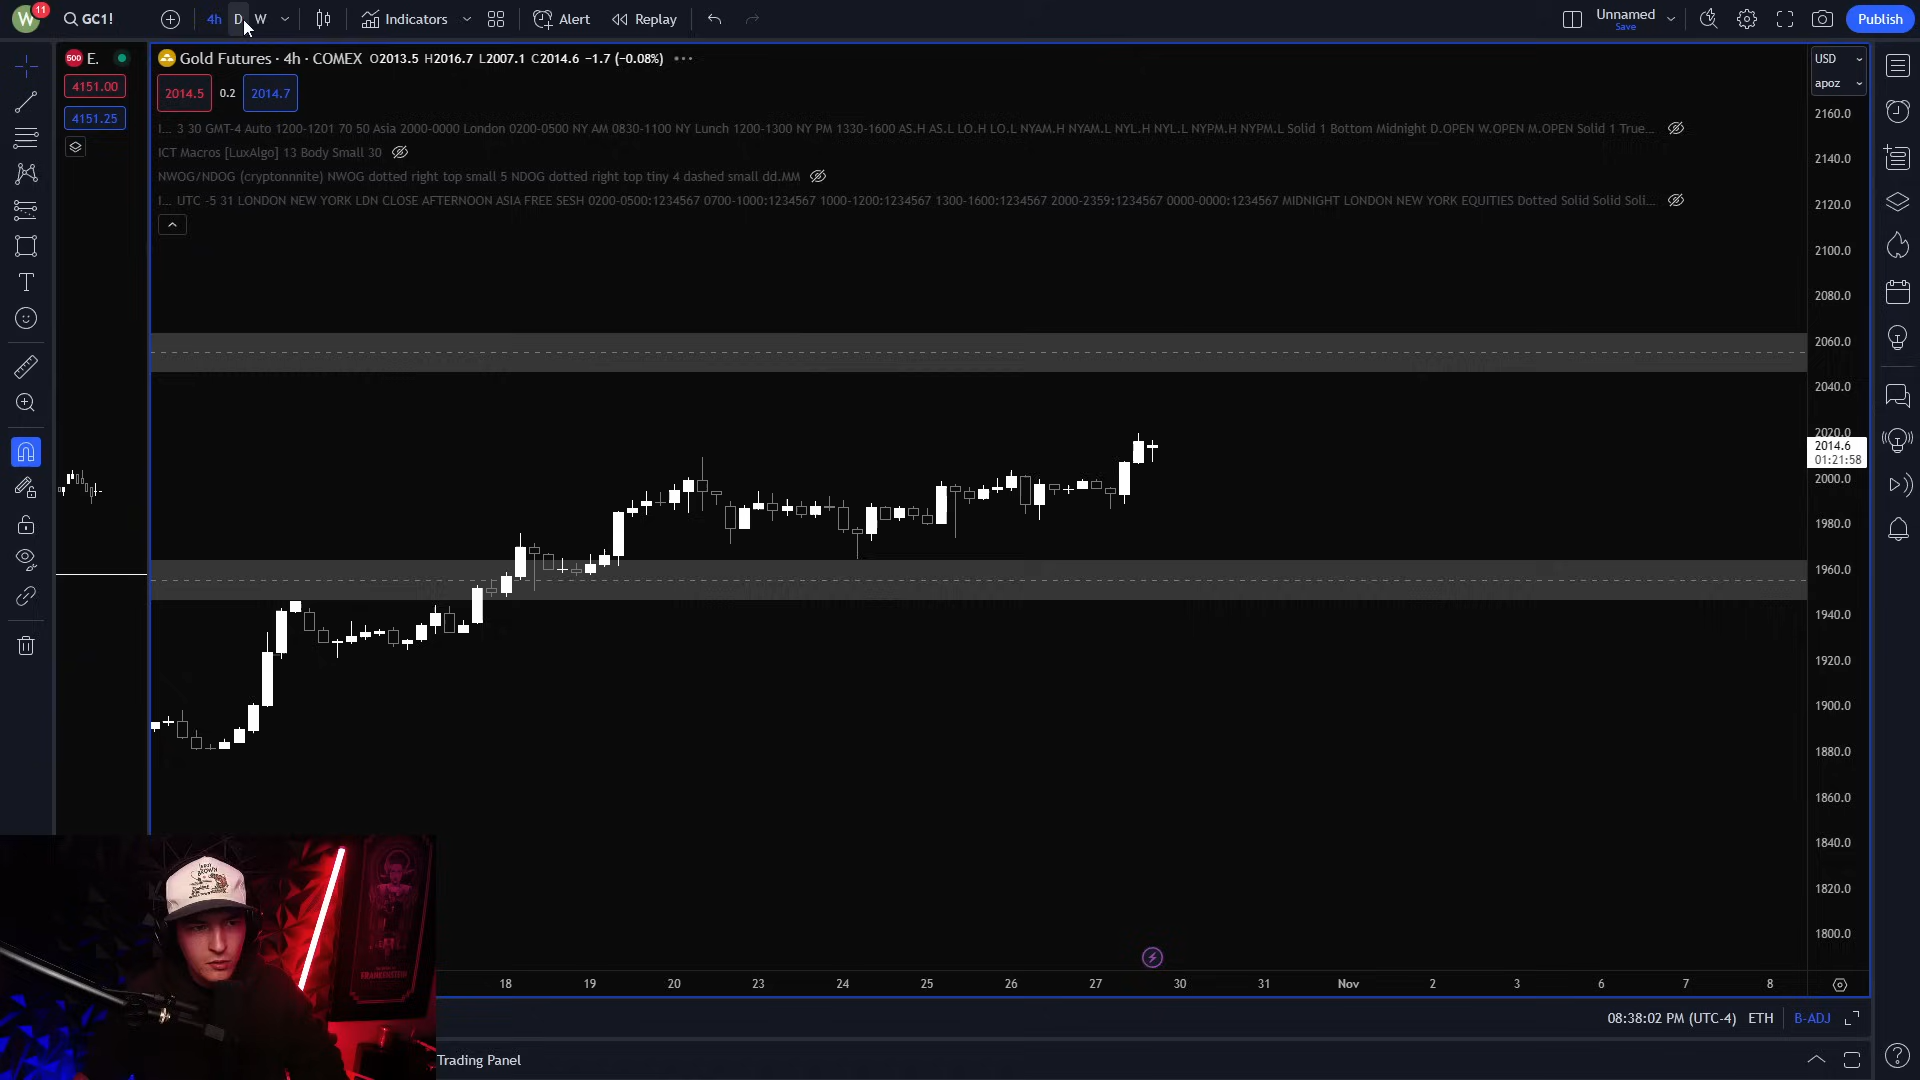 W
11
GC1!
4h
D
W
Indicators
Alert
Replay
Unnamed
Save
Publish
500
E.
4151.00
4151.25
Gold Futures · 4h · COMEX O2013.5 H2016.7 L2007.1 C2014.6 −1.7 (−0.08%)
USD
apoz
2014.5
0.2
2014.7
I... 3 30 GMT-4 Auto 1200-1201 70 50 Asia 2000-0000 London 0200-0500 NY AM 0830-1100 NY Lunch 1200-1300 NY PM 1330-1600 AS.H AS.L LO.H LO.L NYAM.H NYAM.L NYL.H NYL.L NYPM.H NYPM.L Solid 1 Bottom Midnight D.OPEN W.OPEN M.OPEN Solid 1 True...
ICT Macros [LuxAlgo] 13 Body Small 30
NWOG/NDOG (cryptonnnite) NWOG dotted right top small 5 NDOG dotted right top tiny 4 dashed small dd.MM
I... UTC -5 31 LONDON NEW YORK LDN CLOSE AFTERNOON ASIA FREE SESH 0200-0500:1234567 0700-1000:1234567 1000-1200:1234567 1300-1600:1234567 2000-2359:1234567 0000-0000:1234567 MIDNIGHT LONDON NEW YORK EQUITIES Dotted Solid Solid Soli...
2160.0
2140.0
2120.0
2100.0
2080.0
2060.0
2040.0
2020.0
2014.6
01:21:58
2000.0
1980.0
1960.0
1940.0
1920.0
1900.0
1880.0
1860.0
1840.0
1820.0
1800.0
18
19
20
23
24
25
26
27
30
31
Nov
2
3
6
7
8
08:38:02 PM (UTC-4)
ETH
B-ADJ
Trading Panel
BROWN
FRANKENSTEIN